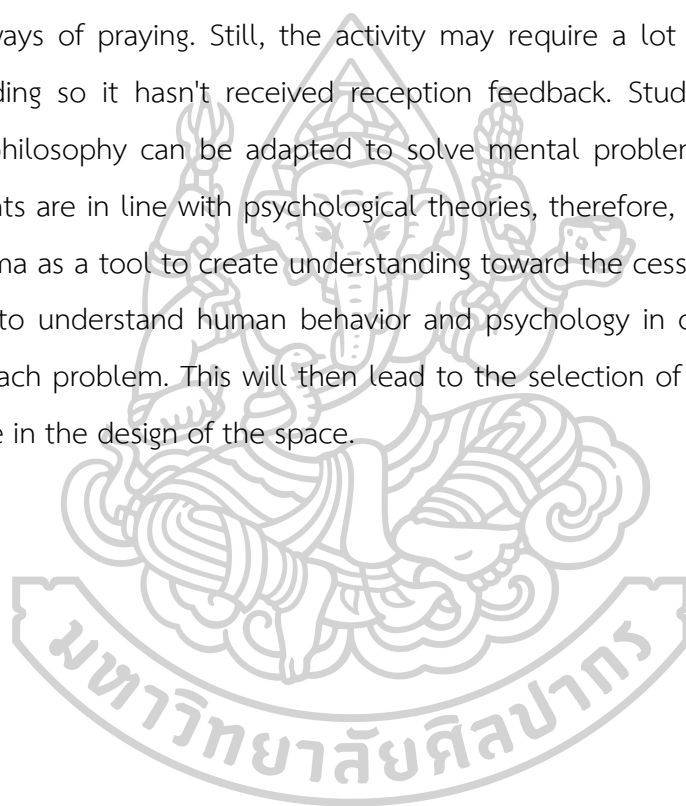 ways of praying. Still, the activity may require a lot
ding so it hasn't received reception feedback. Stud
philosophy can be adapted to solve mental problem
nts are in line with psychological theories, therefore,
ma as a tool to create understanding toward the cess
to understand human behavior and psychology in o
each problem. This will then lead to the selection of
e in the design of the space.
มหาวิทยาลัยศิลปากร